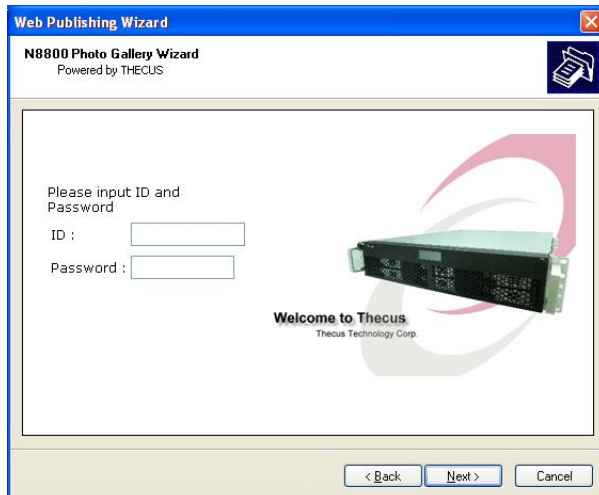 Web Publishing Wizard
N8800 Photo Gallery Wizard
Powered by THECUS
Please input ID and
Password
ID :
Password :
Welcome to Thecus
Thecus Technology Corp.
< Back
Next >
Cancel